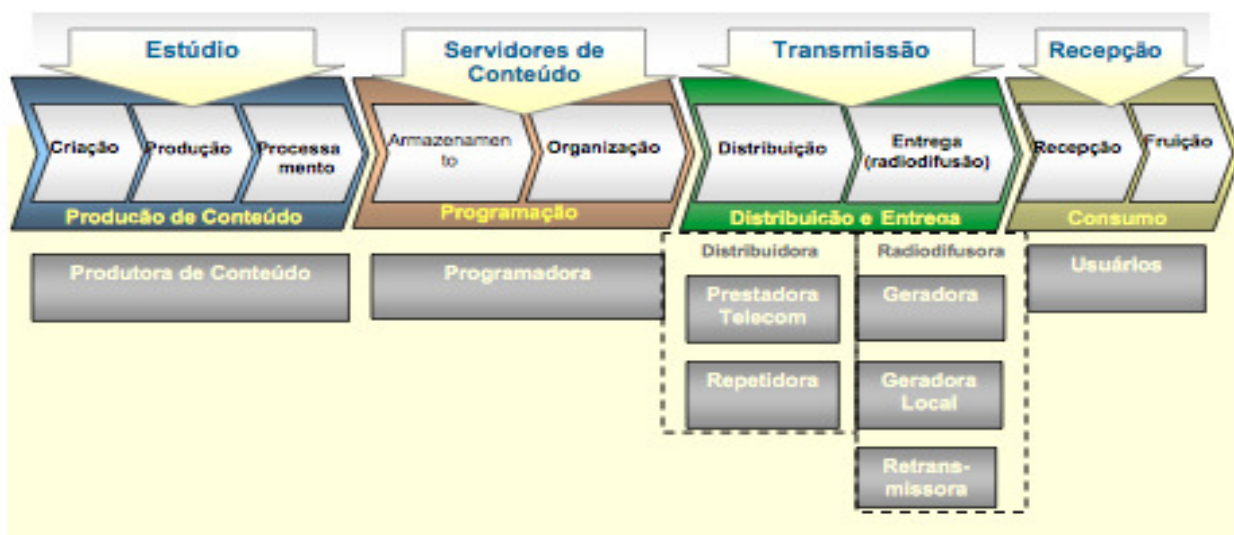 Estúdio
Servidores de
Conteúdo
Transmissão
Recepção
Criação
Produção
Processa
mento
Armazenamen
to
Organização
Distribuição
Entrega
(radiodifusão)
Recepção
Fruição
Producão de Conteúdo
Programação
Distribuicão e Entrega
Consumo
Produtora de Conteúdo
Programadora
Distribuidora
Radiodifusora
Usuários
Prestadora
Telecom
Geradora
Repetidora
Geradora
Local
Retrans-
missora